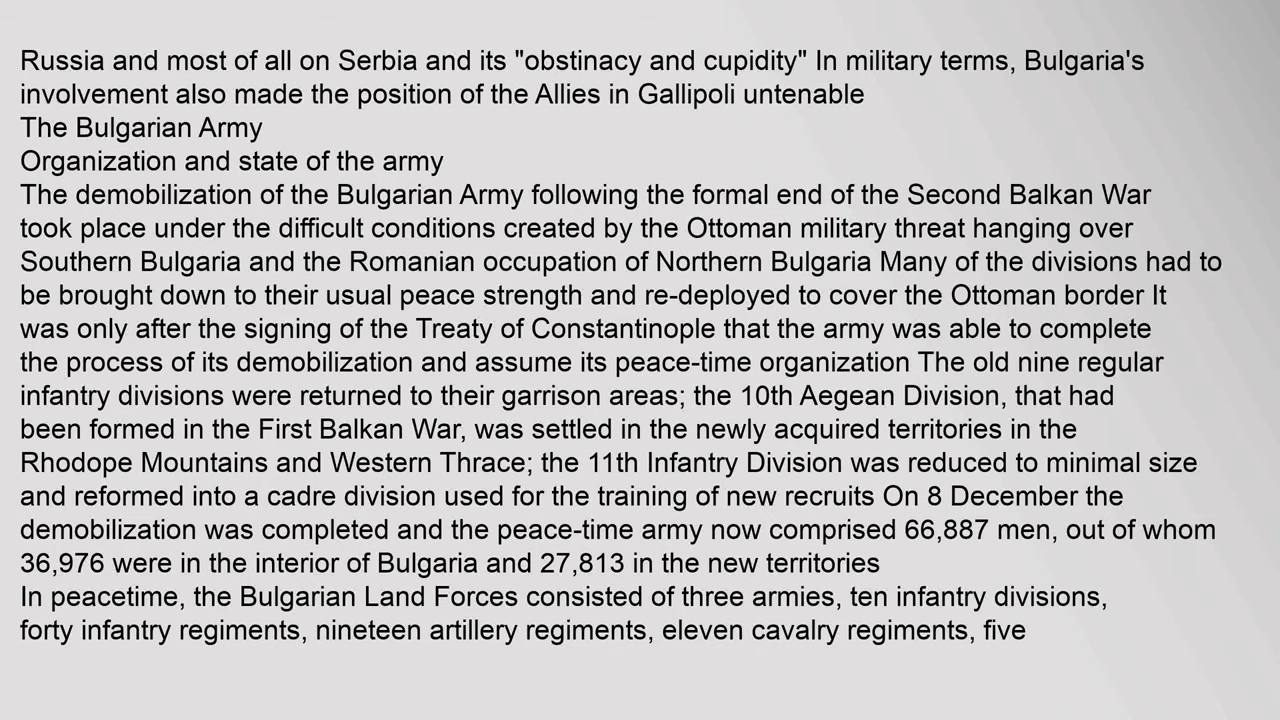 Russia and most of all on Serbia and its "obstinacy and cupidity" In military terms, Bulgaria's
involvement also made the position of the Allies in Gallipoli untenable
The Bulgarian Army
Organization and state of the army
The demobilization of the Bulgarian Army following the formal end of the Second Balkan War
took place under the difficult conditions created by the Ottoman military threat hanging over
Southern Bulgaria and the Romanian occupation of Northern Bulgaria Many of the divisions had to
be brought down to their usual peace strength and re-deployed to cover the Ottoman border It
was only after the signing of the Treaty of Constantinople that the army was able to complete
the process of its demobilization and assume its peace-time organization The old nine regular
infantry divisions were returned to their garrison areas; the 10th Aegean Division, that had
been formed in the First Balkan War, was settled in the newly acquired territories in the
Rhodope Mountains and Western Thrace; the 11th Infantry Division was reduced to minimal size
and reformed into a cadre division used for the training of new recruits On 8 December the
demobilization was completed and the peace-time army now comprised 66,887 men, out of whom
36,976 were in the interior of Bulgaria and 27,813 in the new territories
In peacetime, the Bulgarian Land Forces consisted of three armies, ten infantry divisions,
forty infantry regiments, nineteen artillery regiments, eleven cavalry regiments, five